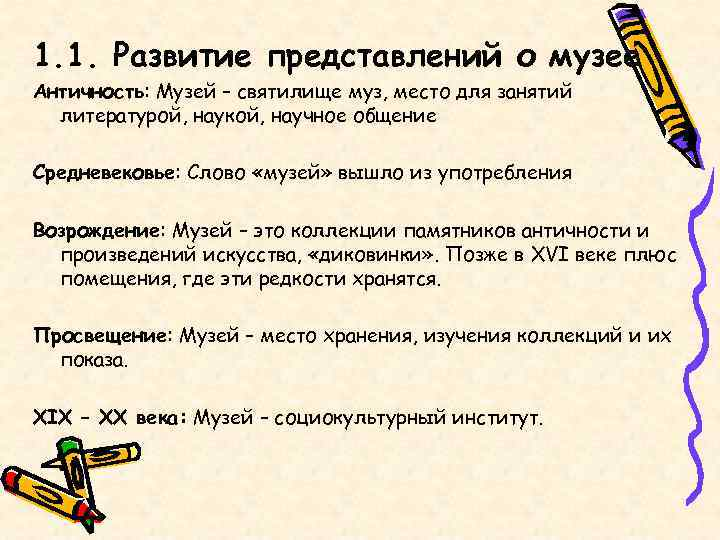 1. 1. Развитие представлений о музее
Античность: Музей – святилище муз, место для занятий
литературой, наукой, научное общение
Средневековье: Слово «музей» вышло из употребления
Возрождение: Музей – это коллекции памятников античности и
произведений искусства, «диковинки». Позже в XVI веке плюс
помещения, где эти редкости хранятся.
Просвещение: Музей – место хранения, изучения коллекций и их
показа.
XIX – XX века: Музей – социокультурный институт.